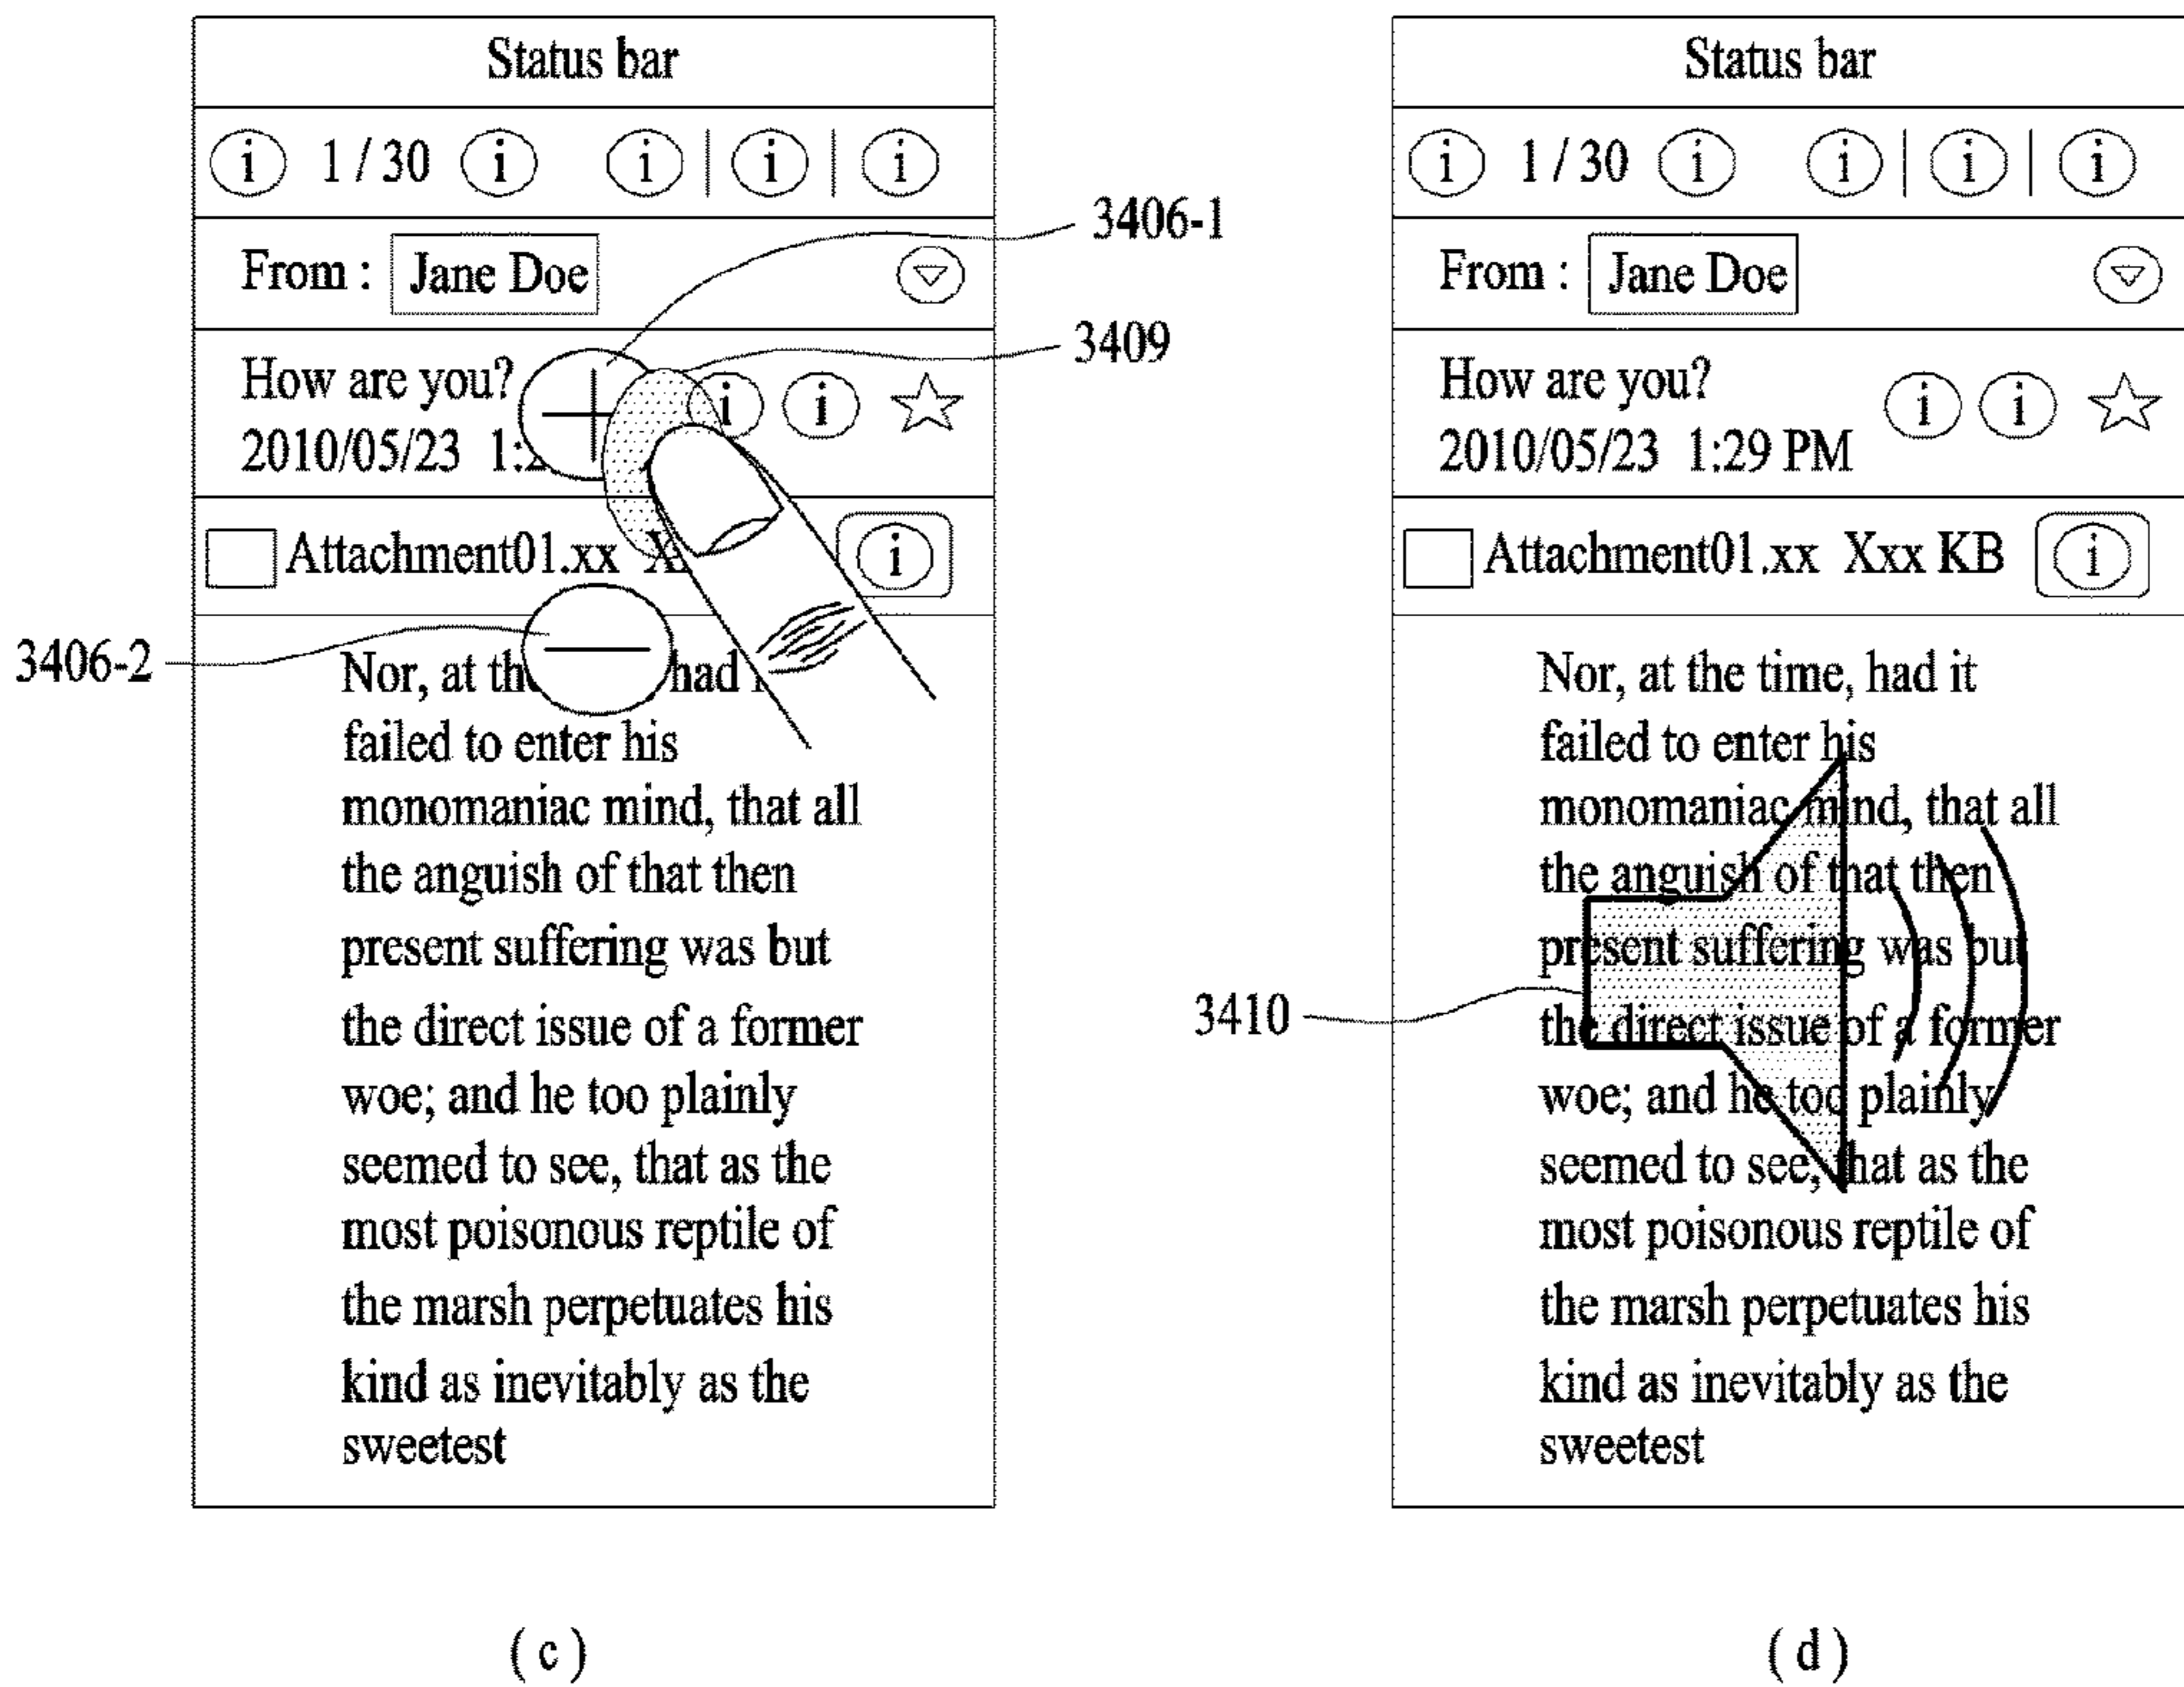 Status bar
i 1 / 30 i i | i | i
3406-1
From : Jane Doe
3409
How are you?
i i
2010/05/23 1:2
Attachment01.xx X
i
3406-2
Nor, at th had
failed to enter his
monomaniac mind, that all
the anguish of that then
present suffering was but
the direct issue of a former
woe; and he too plainly
seemed to see, that as the
most poisonous reptile of
the marsh perpetuates his
kind as inevitably as the
sweetest
( c )
Status bar
i 1 / 30 i i | i | i
From : Jane Doe
How are you?
i i
2010/05/23 1:29 PM
Attachment01.xx Xxx KB i
Nor, at the time, had it
failed to enter his
monomaniac mind, that all
the anguish of that then
present suffering was but
3410
the direct issue of a former
woe; and he too plainly
seemed to see, that as the
most poisonous reptile of
the marsh perpetuates his
kind as inevitably as the
sweetest
( d )